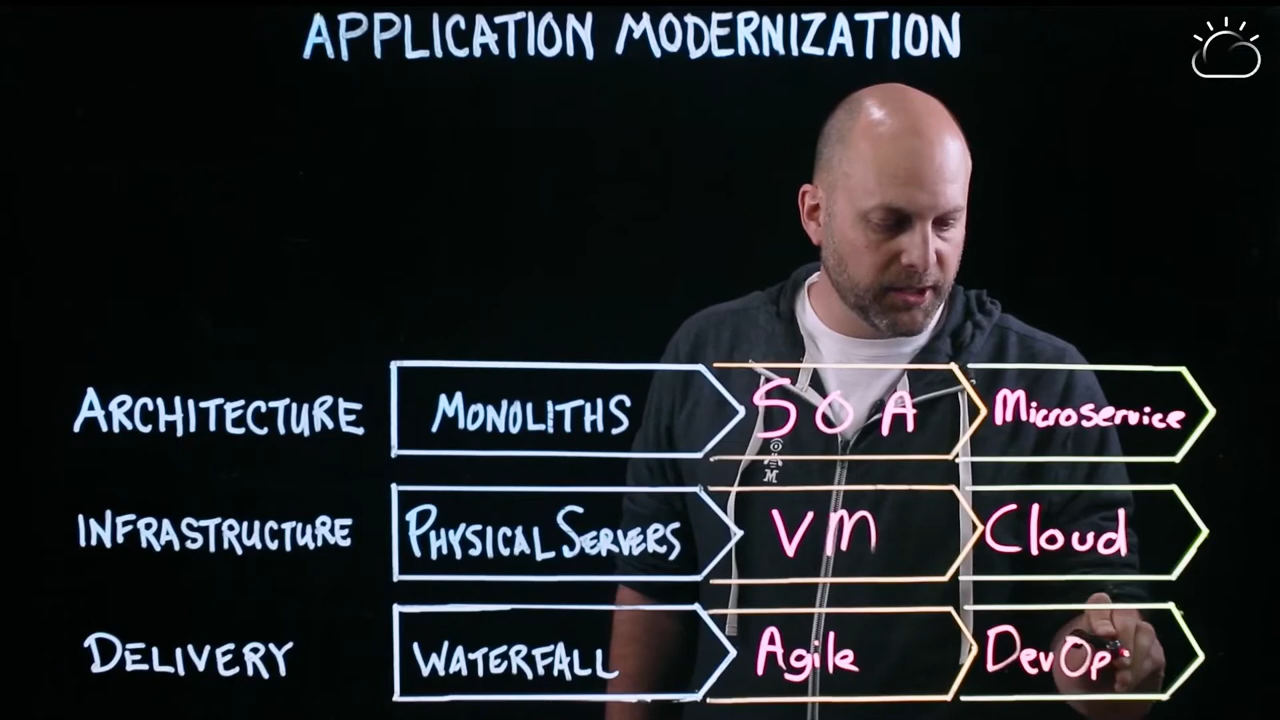 APPLICATION MODERNIZATION
ARCHITECTURE MONOLITHS SOA Microservice
M
INFRASTRUCTURE PHYSICAL SERVERS VM Cloud
DELIVERY WATERFALL Agile DevOp